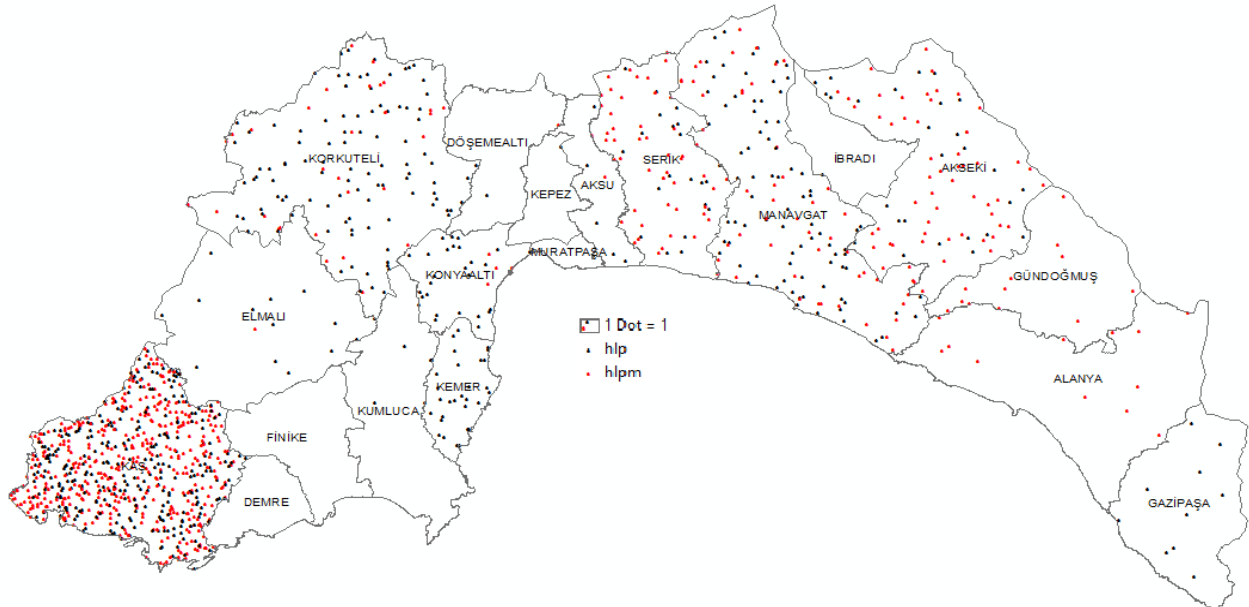 KORKUTELİ
DÖŞEMEALTI
KEPEZ
AKSU
SERİK
İBRADI
AKSEKİ
MANAVGAT
MURATPAŞA
KONYAALTI
GÜNDOĞMUŞ
ELMALI
1 Dot = 1
hlp
hlpm
KEMER
ALANYA
KUMLUCA
FİNİKE
KAŞ
DEMRE
GAZİPAŞA